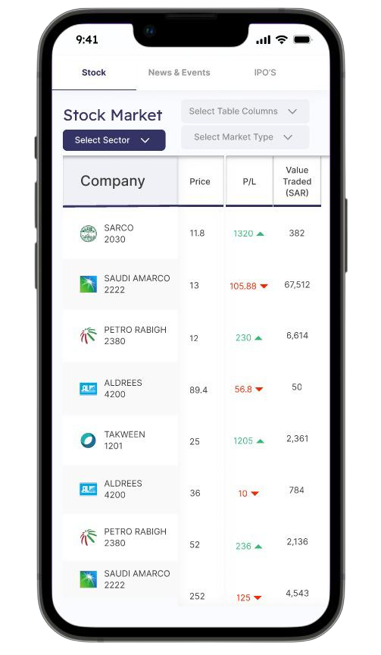 9:41
Stock News & Events IPO'S
Stock Market
Select Table Columns
Select Sector
Select Market Type
Company Price P/L Value Traded (SAR)
SARCO 2030 11.8 1320 382
SAUDI AMARCO 2222 13 105.88 67,512
PETRO RABIGH 2380 12 230 6,614
ALDREES 4200 89.4 56.8 50
TAKWEEN 1201 25 1205 2,361
ALDREES 4200 36 10 784
PETRO RABIGH 2380 52 236 2,136
SAUDI AMARCO 2222 252 125 4,543